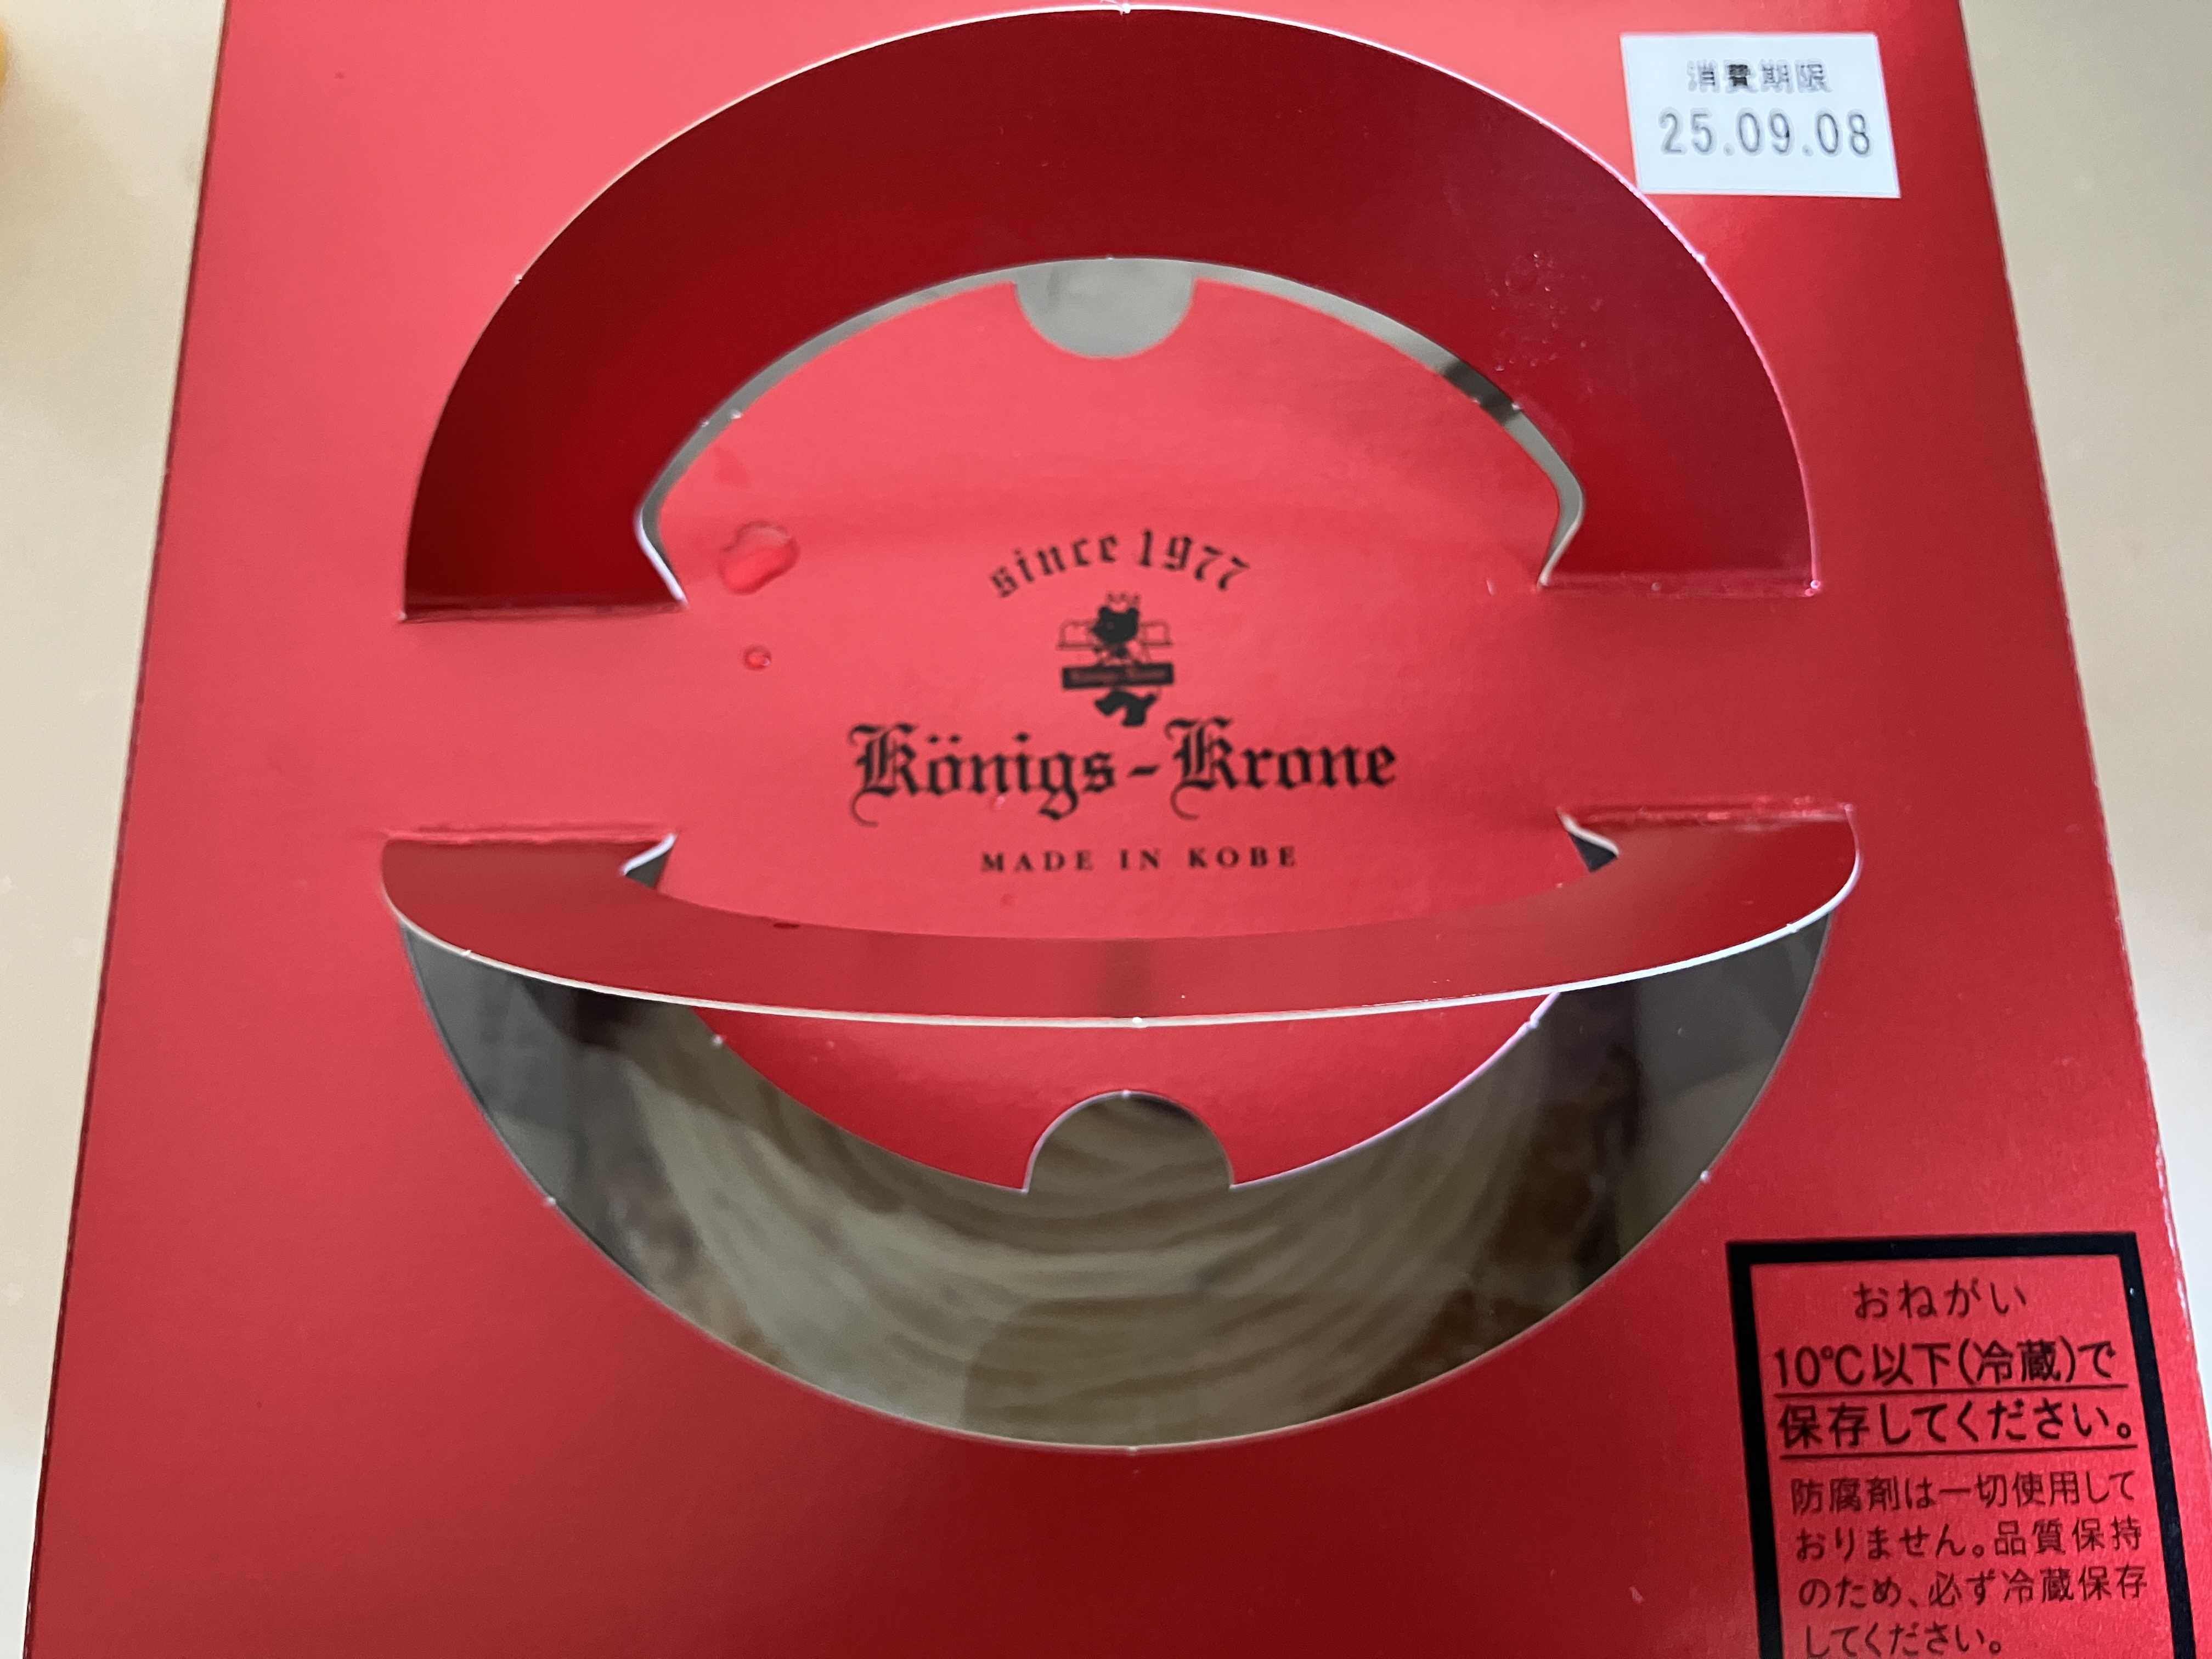 消費期限
25.09.08
since 1977
Königs-Krone
MADE IN KOBE
おねがい
10℃以下(冷蔵)で
保存してください。
防腐剤は一切使用して
おりません。品質保持
のため、必ず冷蔵保存
してください。